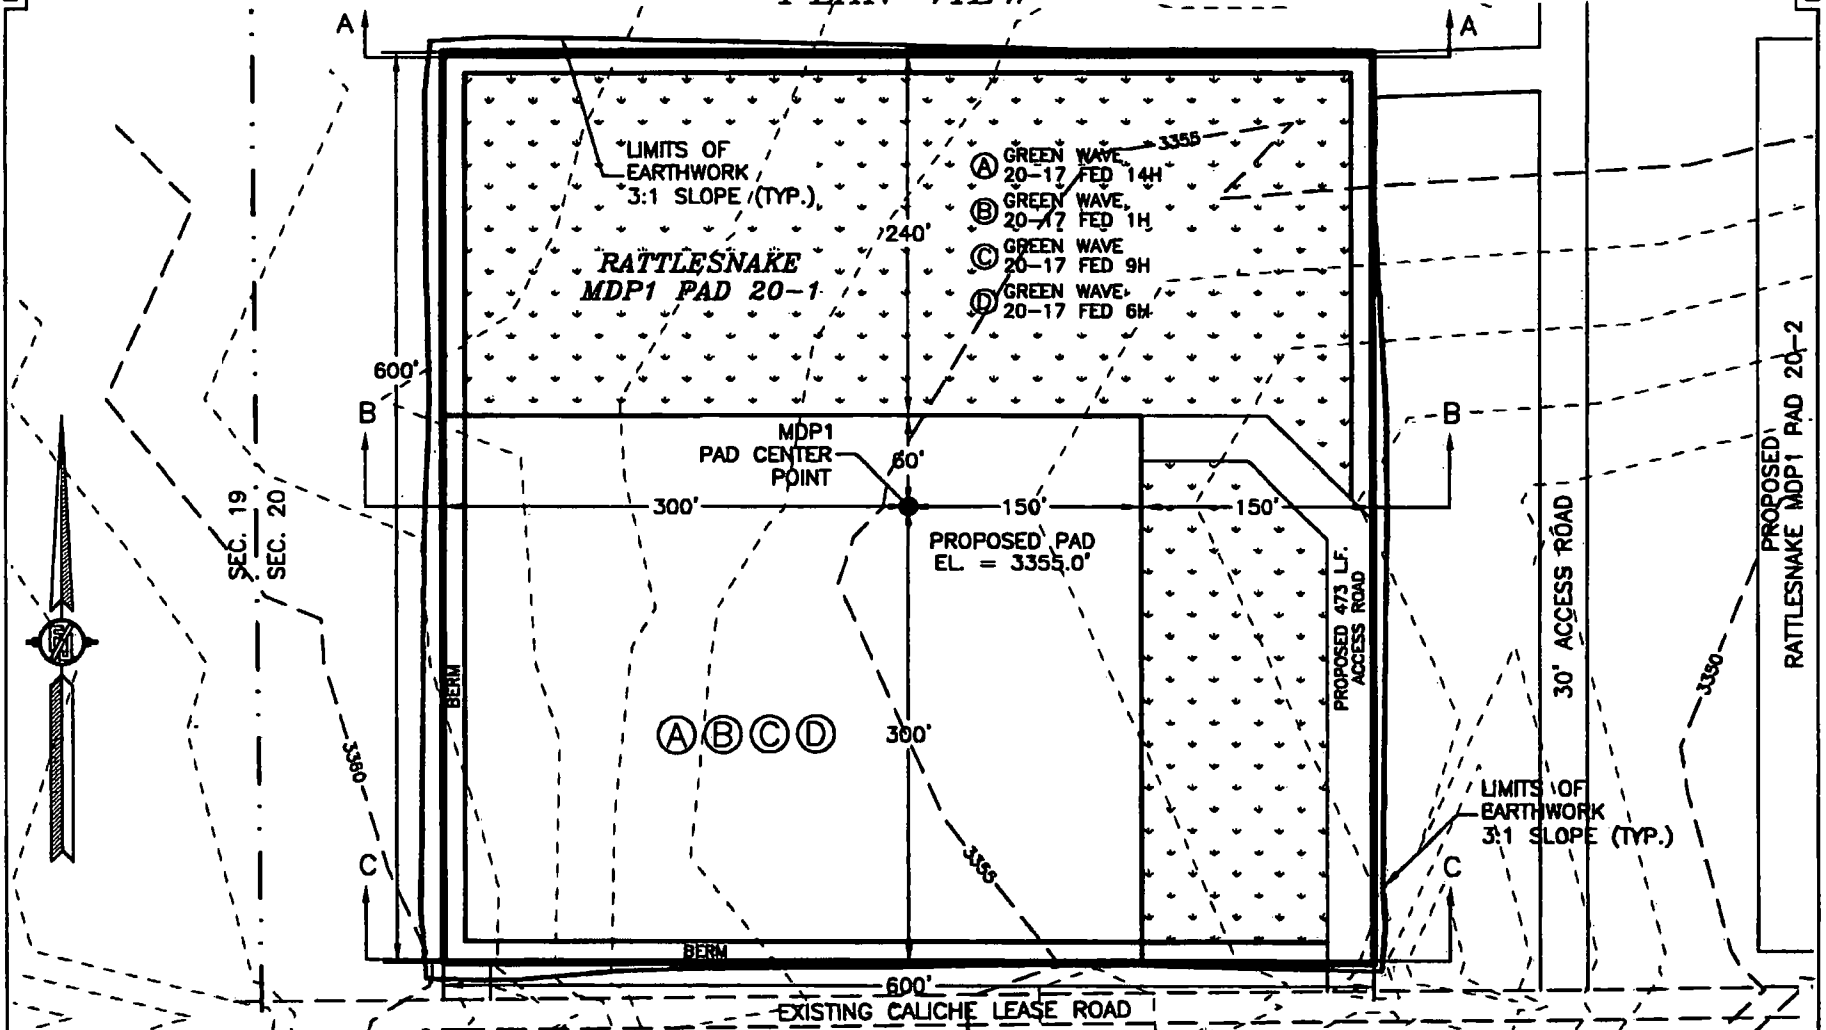 PLAN VIEW
A
A
LIMITS OF
EARTHWORK
3:1 SLOPE (TYP.)
RATTLESNAKE
MDP1 PAD 20-1
240'
3355
A GREEN WAVE
20-17 FED 14H
B GREEN WAVE
20-17 FED 1H
C GREEN WAVE
20-17 FED 9H
D GREEN WAVE
20-17 FED 6H
600'
B
B
MDP1
PAD CENTER
POINT
60'
300'
150'
150'
PROPOSED PAD
EL. = 3355.0'
SEC. 19
SEC. 20
PROPOSED 473 L.F.
ACCESS ROAD
30' ACCESS ROAD
PROPOSED
RATTLESNAKE MDP1 PAD 20-2
BERM
3350
A B C D
300'
3360
LIMITS OF
EARTHWORK
3:1 SLOPE (TYP.)
3355
C
C
BERM
600'
EXISTING CALICHE LEASE ROAD